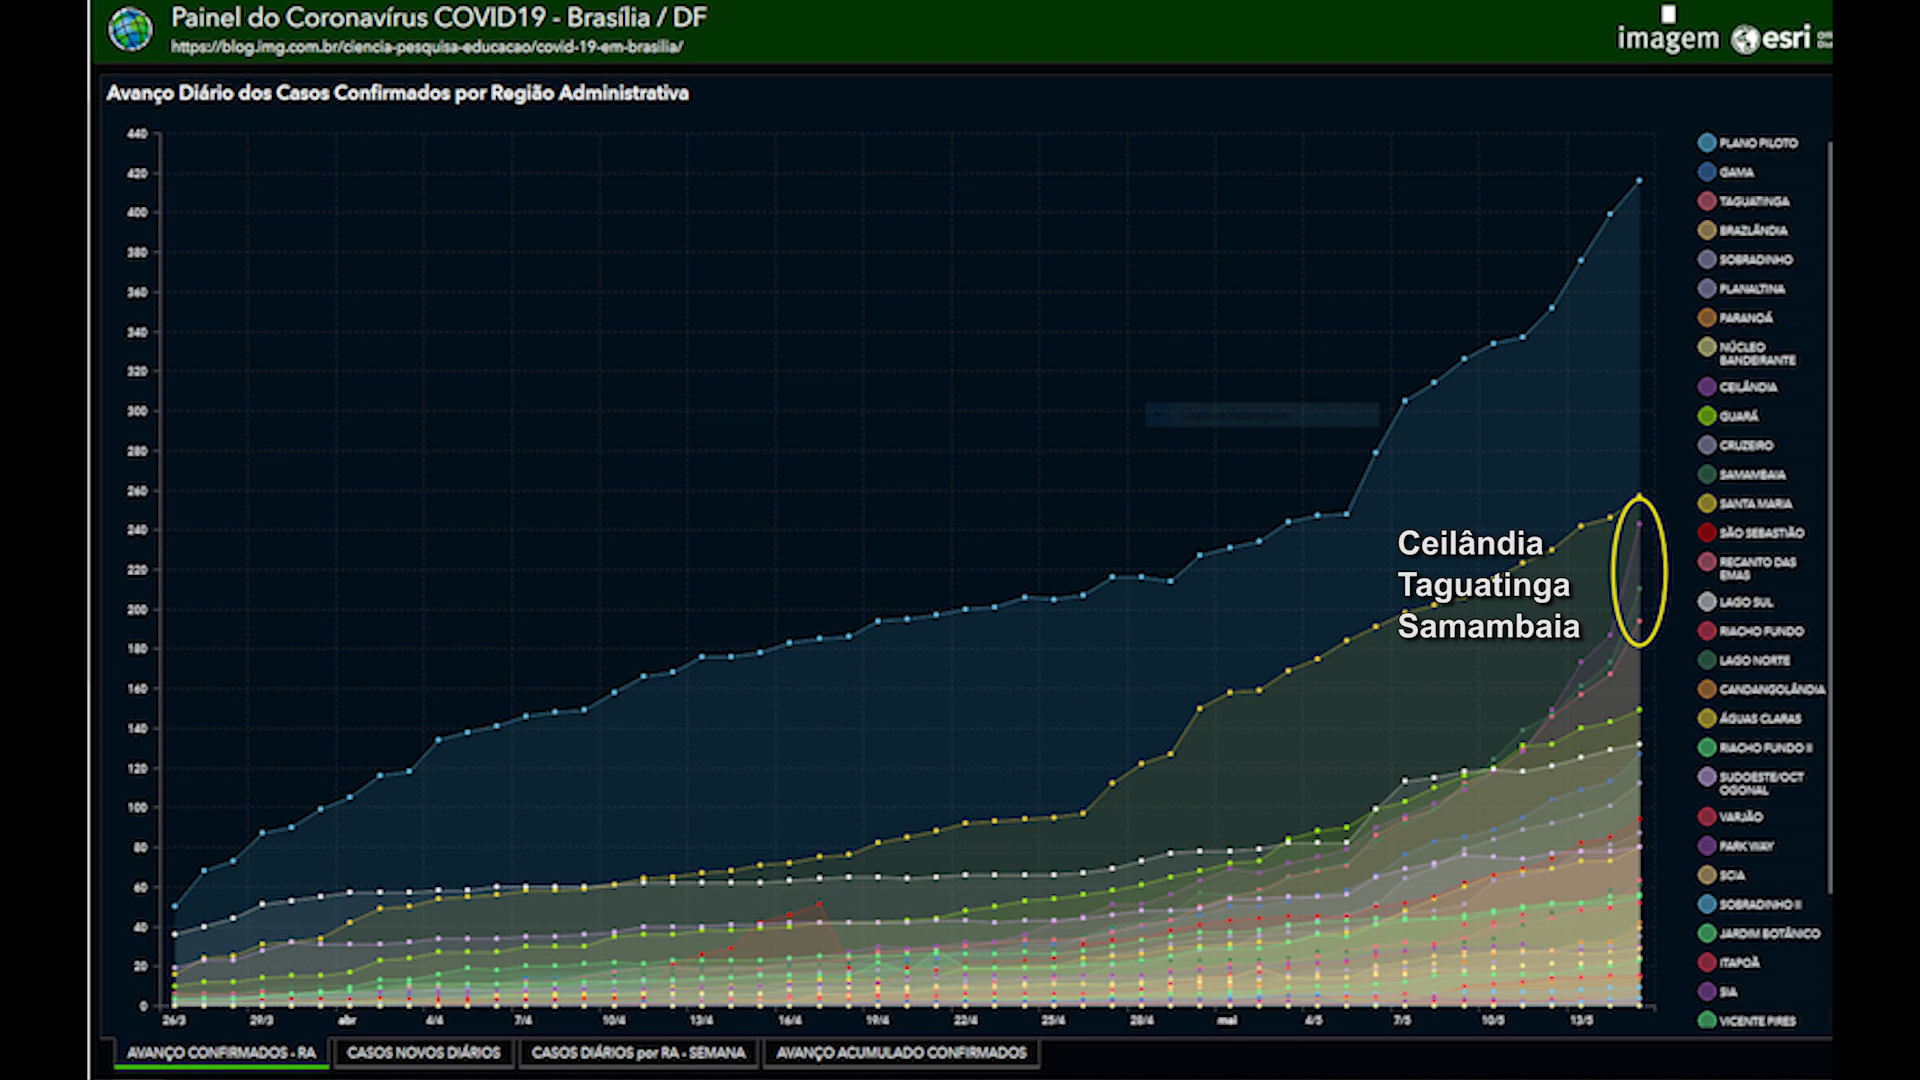 Painel do Coronavírus COVID19 - Brasília / DF
https://blog.img.com.br/ciencia-pesquisa-educacao/covid-19-em-brasilia/
imagem esri
Avanço Diário dos Casos Confirmados por Região Administrativa
440
420
400
380
360
340
320
300
280
260
240
220
200
180
160
140
120
100
80
60
40
20
0
26/3 29/3 abr 4/4 7/4 10/4 13/4 16/4 19/4 22/4 25/4 28/4 mai 4/5 7/5 10/5 13/5
Ceilândia
Taguatinga
Samambaia
PLANO PILOTO
GAMA
TAGUATINGA
BRAZLÂNDIA
SOBRADINHO
PLANALTINA
PARANOÁ
NÚCLEO
BANDEIRANTE
CEILÂNDIA
GUARÁ
CRUZEIRO
SAMAMBAIA
SANTA MARIA
SÃO SEBASTIÃO
RECANTO DAS
EMAS
LAGO SUL
RIACHO FUNDO
LAGO NORTE
CANDANGOLÂNDIA
ÁGUAS CLARAS
RIACHO FUNDO II
SUDOESTE/OCT
OGONAL
VARJÃO
PARK WAY
SCIA
SOBRADINHO II
JARDIM BOTÂNICO
ITAPOÃ
SIA
VICENTE PIRES
AVANÇO CONFIRMADOS - RA CASOS NOVOS DIÁRIOS CASOS DIÁRIOS por RA - SEMANA AVANÇO ACUMULADO CONFIRMADOS